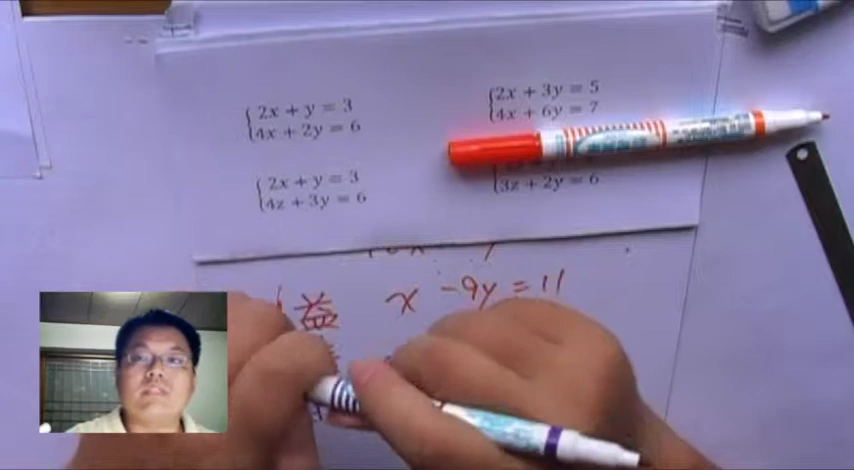 2x + y = 3
4x + 2y = 6
2x + 3y = 5
4x + 6y = 7
2x + y = 3
4z + 3y = 6
3z + 2y = 6
x - 9y = 11